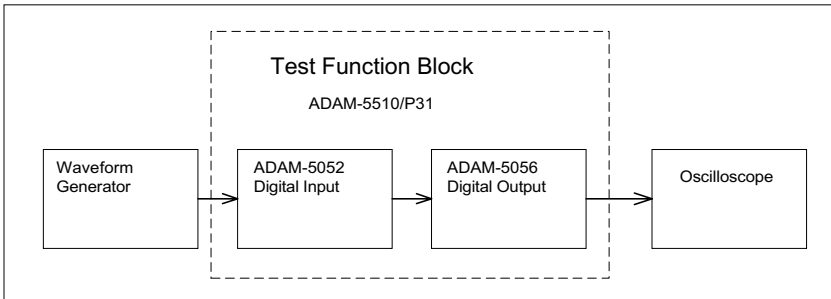 Test Function Block
ADAM-5510/P31
Waveform
Generator
ADAM-5052
Digital Input
ADAM-5056
Digital Output
Oscilloscope